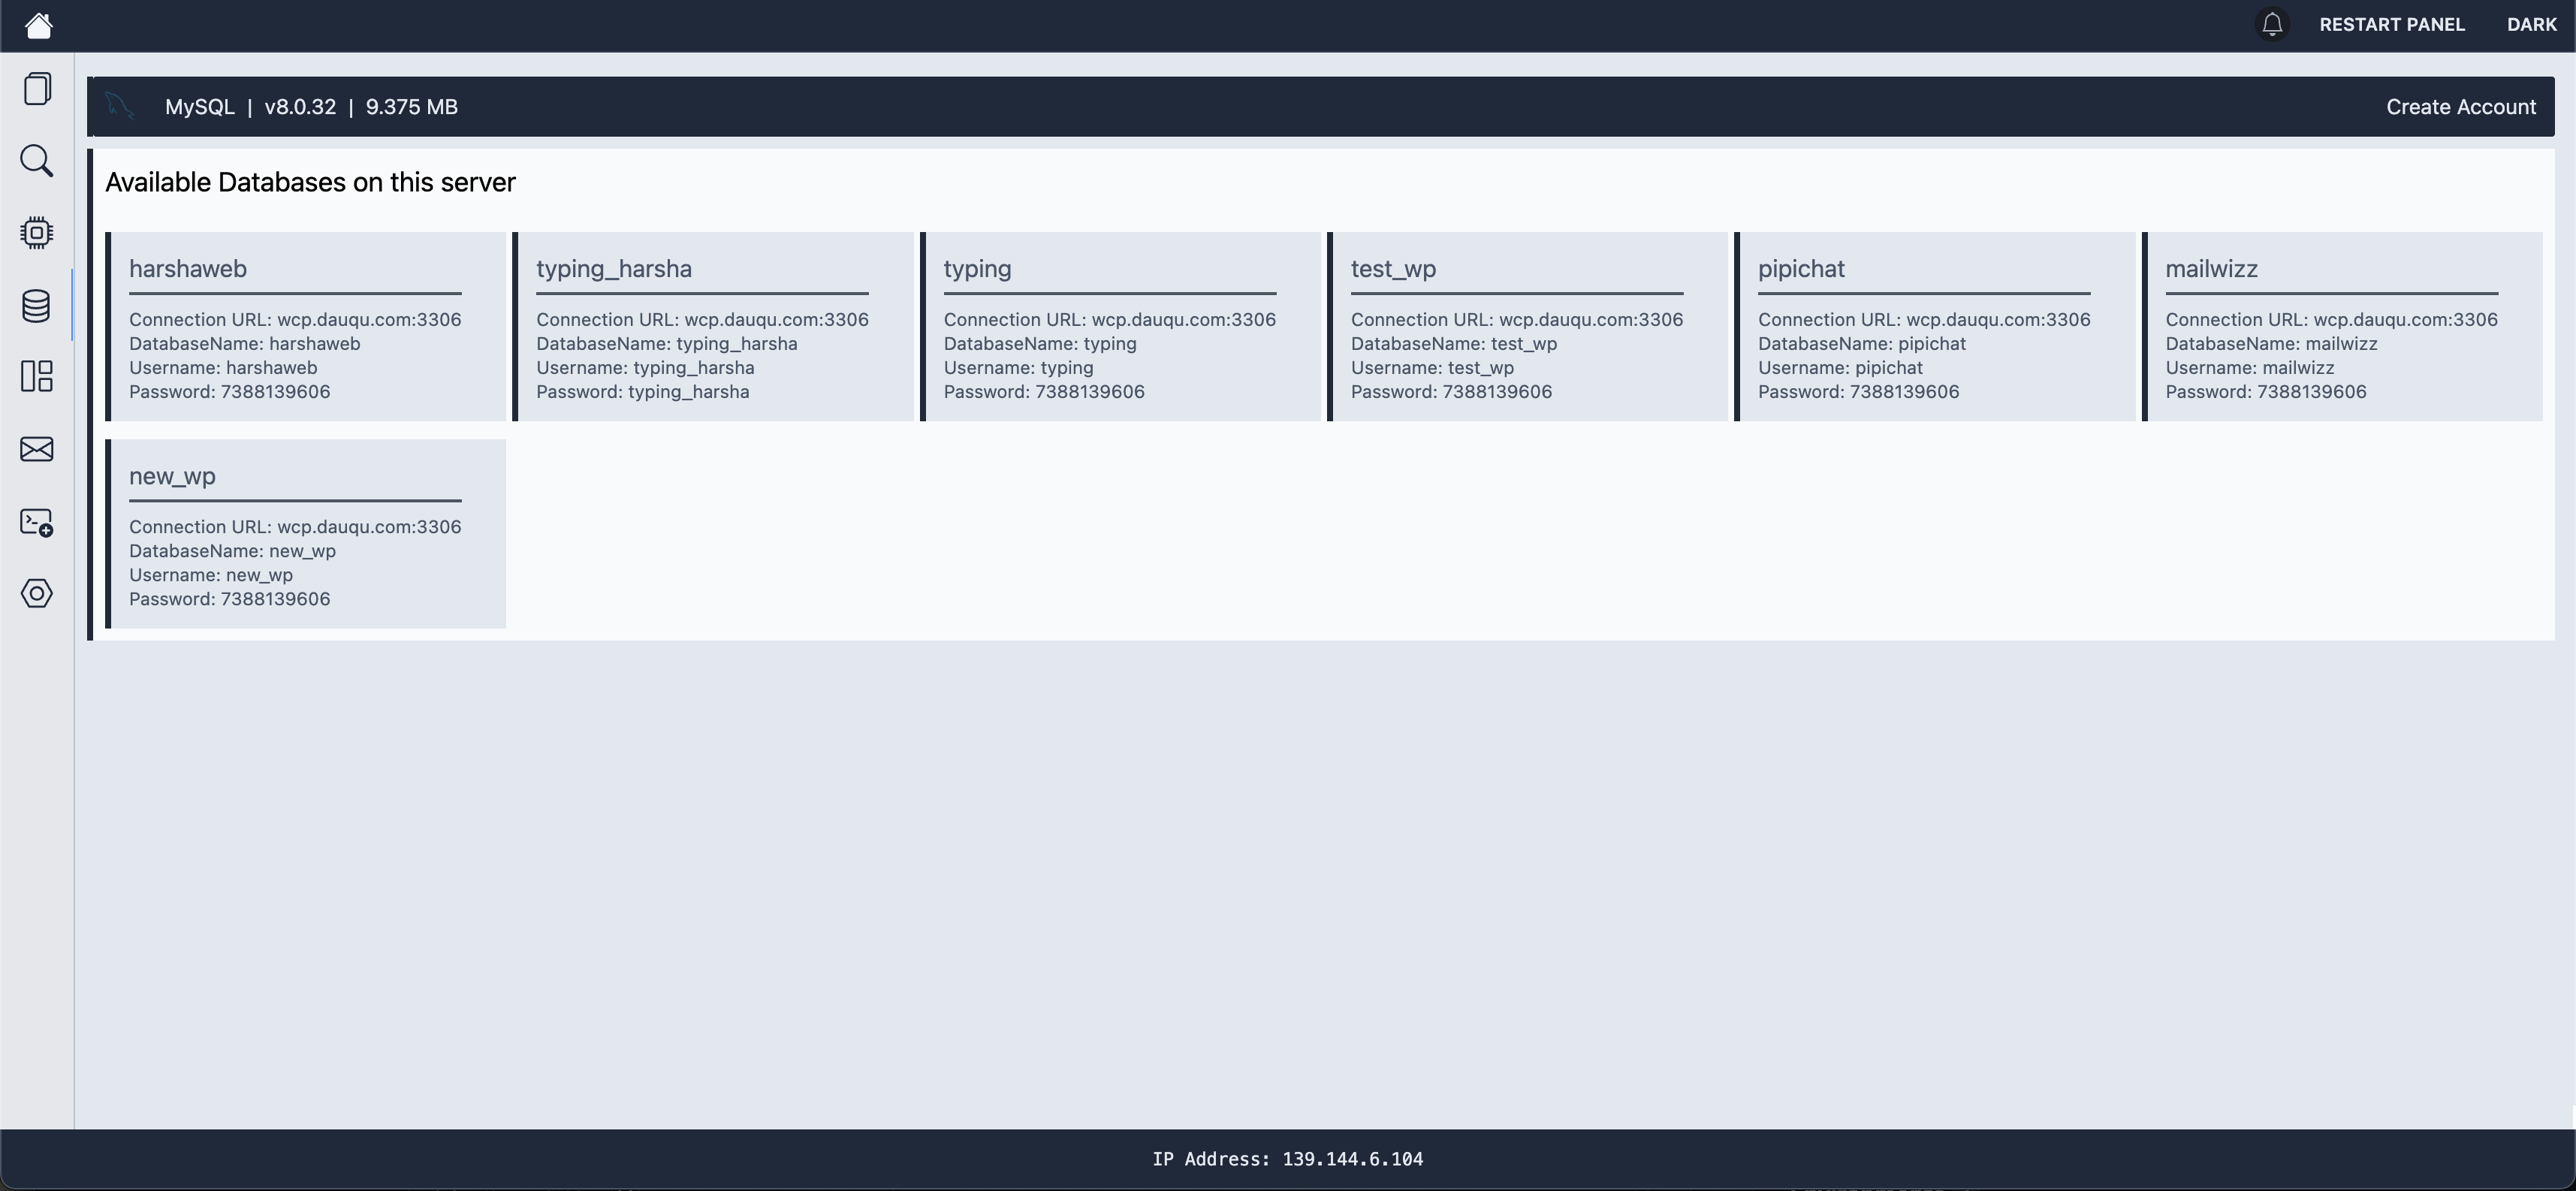 RESTART PANEL
DARK
MySQL | v8.0.32 | 9.375 MB
Create Account
Available Databases on this server
harshaweb
Connection URL: wcp.dauqu.com:3306
DatabaseName: harshaweb
Username: harshaweb
Password: 7388139606
typing_harsha
Connection URL: wcp.dauqu.com:3306
DatabaseName: typing_harsha
Username: typing_harsha
Password: typing_harsha
typing
Connection URL: wcp.dauqu.com:3306
DatabaseName: typing
Username: typing
Password: 7388139606
test_wp
Connection URL: wcp.dauqu.com:3306
DatabaseName: test_wp
Username: test_wp
Password: 7388139606
pipichat
Connection URL: wcp.dauqu.com:3306
DatabaseName: pipichat
Username: pipichat
Password: 7388139606
mailwizz
Connection URL: wcp.dauqu.com:3306
DatabaseName: mailwizz
Username: mailwizz
Password: 7388139606
new_wp
Connection URL: wcp.dauqu.com:3306
DatabaseName: new_wp
Username: new_wp
Password: 7388139606
IP Address: 139.144.6.104